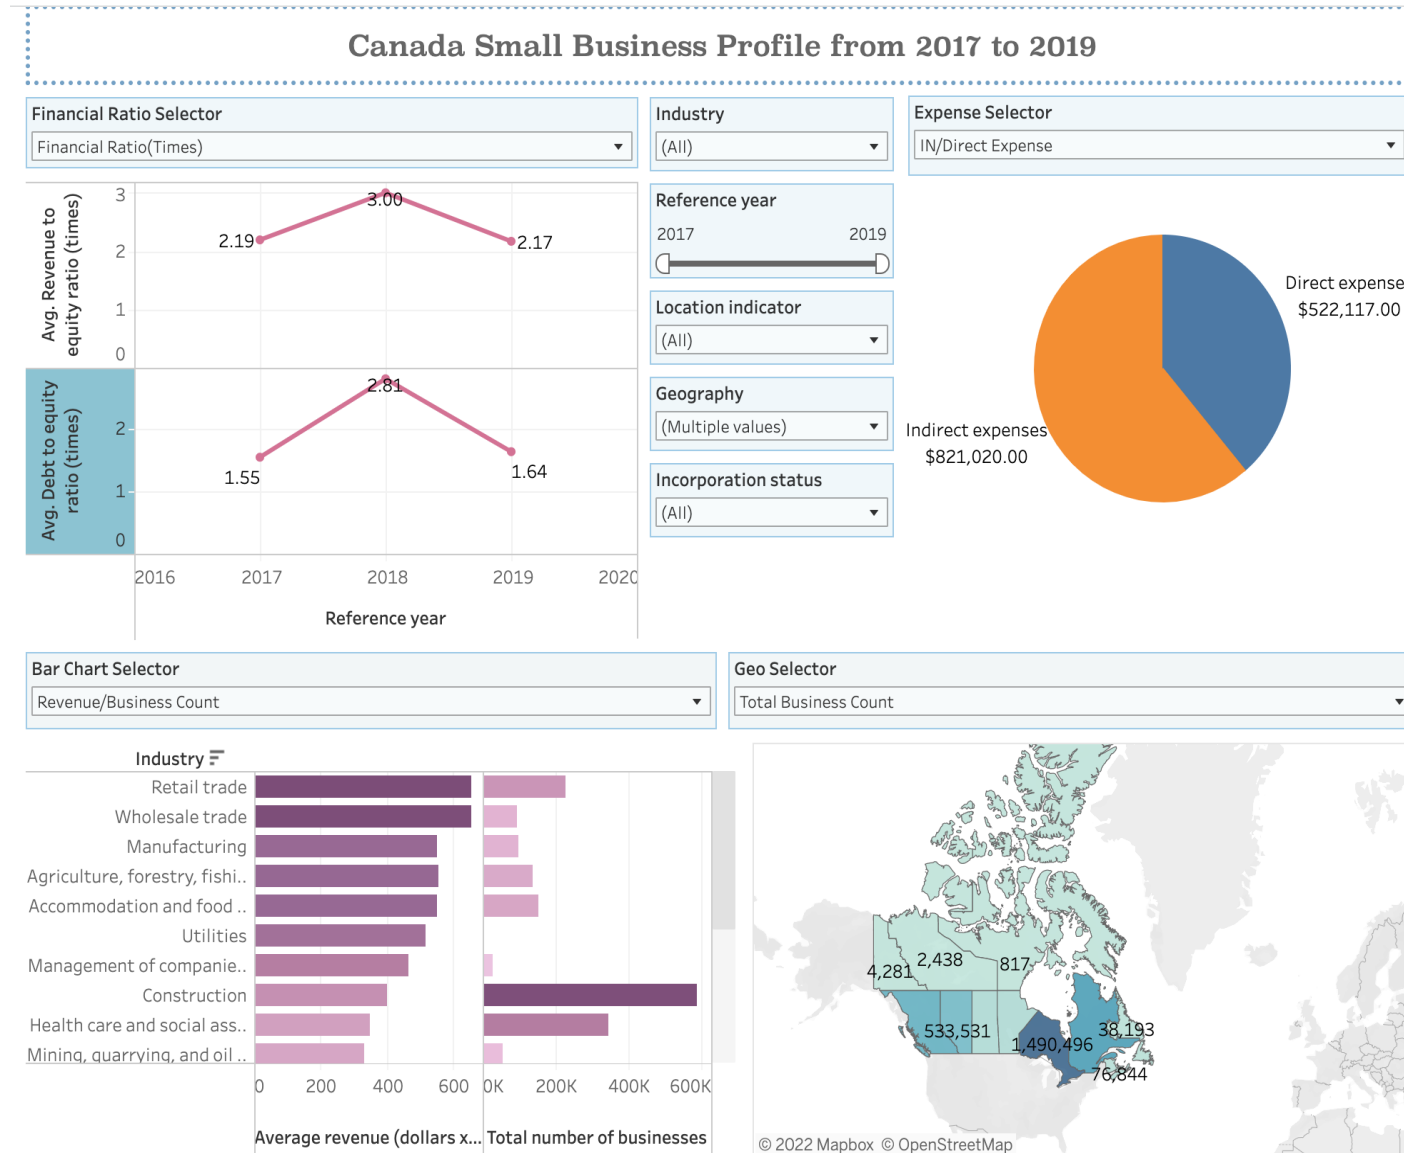 Canada Small Business Profile from 2017 to 2019
Financial Ratio Selector
Financial Ratio(Times)
Industry
(All)
Expense Selector
IN/Direct Expense
Avg. Revenue to
equity ratio (times)
3
2
1
0
2.19
3.00
2.17
Avg. Debt to equity
ratio (times)
2
1
0
1.55
2.81
1.64
2016
2017
2018
2019
2020
Reference year
Reference year
2017
2019
Location indicator
(All)
Geography
(Multiple values)
Incorporation status
(All)
Direct expense
$522,117.00
Indirect expenses
$821,020.00
Bar Chart Selector
Revenue/Business Count
Geo Selector
Total Business Count
Industry
Retail trade
Wholesale trade
Manufacturing
Agriculture, forestry, fishi..
Accommodation and food ..
Utilities
Management of companie..
Construction
Health care and social ass..
Mining, quarrying, and oil ..
0
200
400
600
0K
200K
400K
600K
Average revenue (dollars x...
Total number of businesses
4,281
2,438
817
533,531
1,490,496
38,193
76,844
© 2022 Mapbox © OpenStreetMap